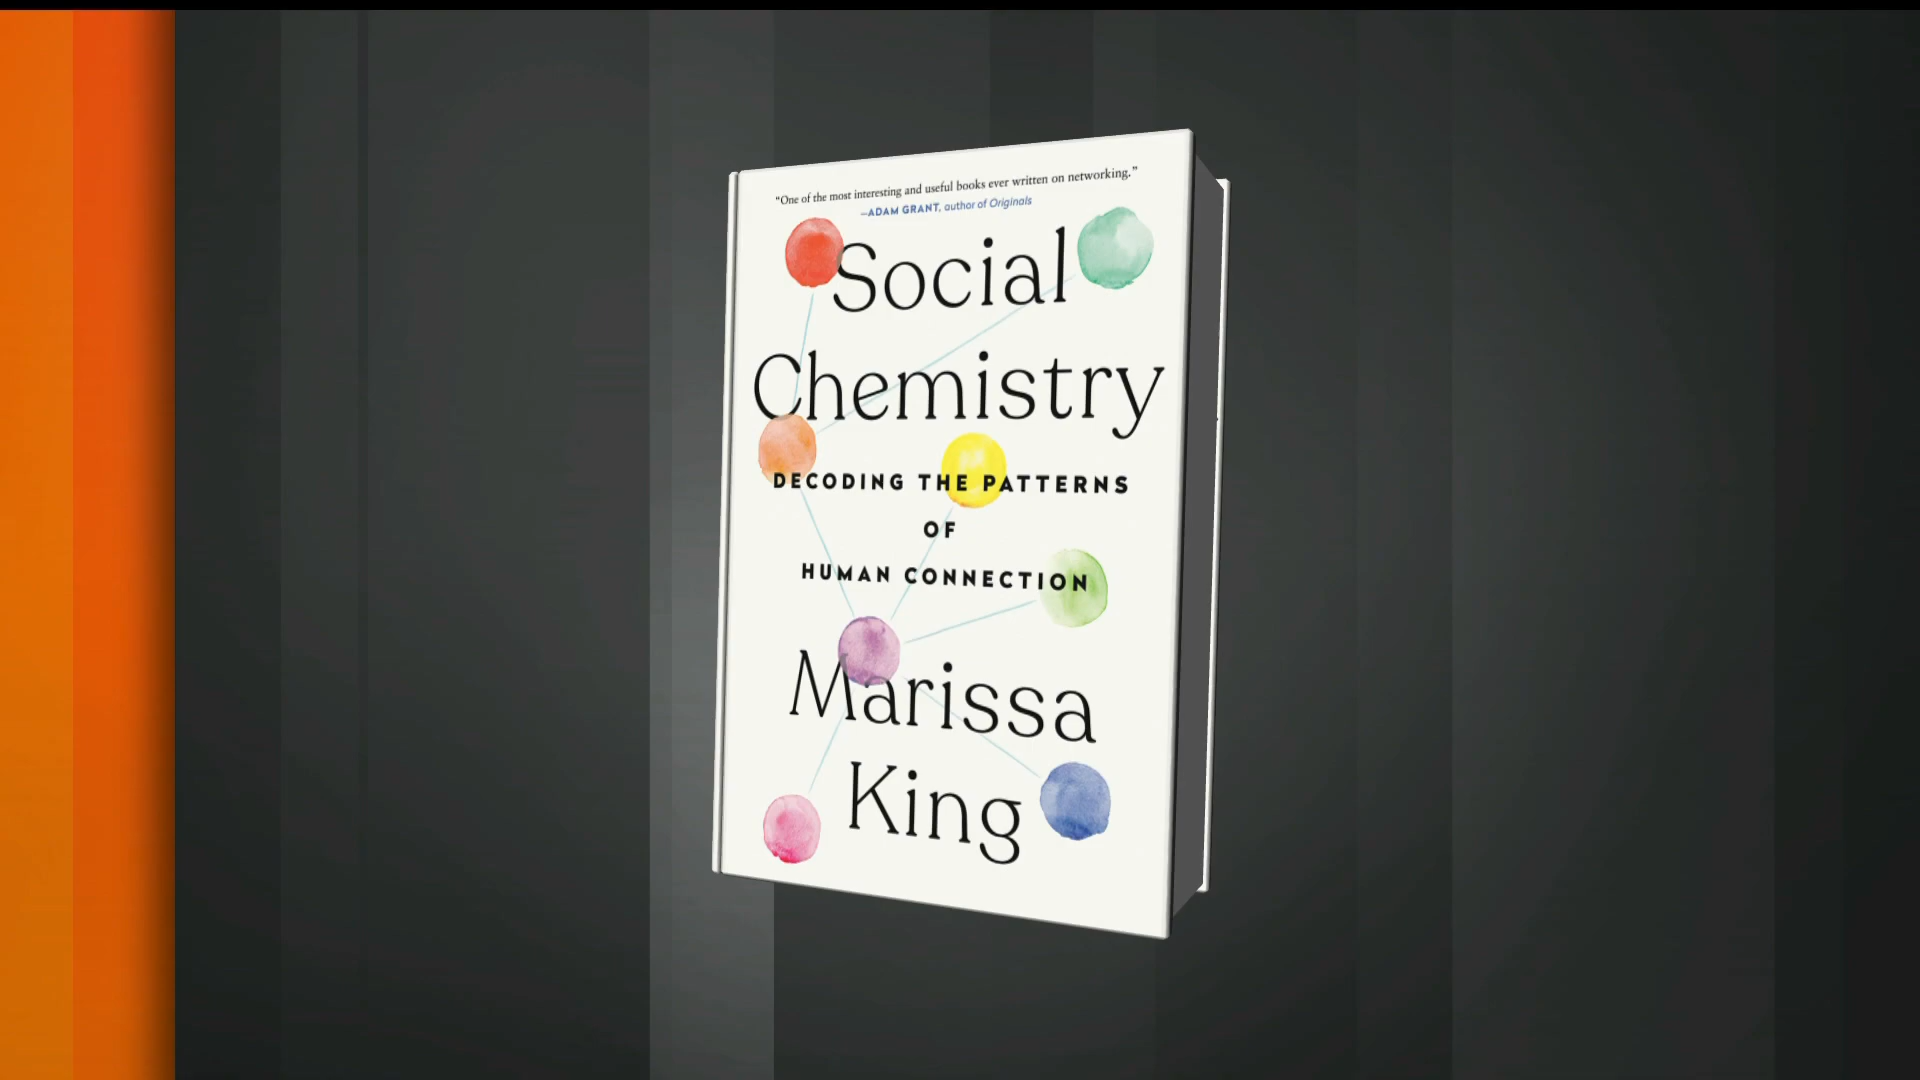 “One of the most interesting and useful books ever written on networking.”
—ADAM GRANT, author of Originals
Social
Chemistry
DECODING THE PATTERNS
OF
HUMAN CONNECTION
Marissa
King